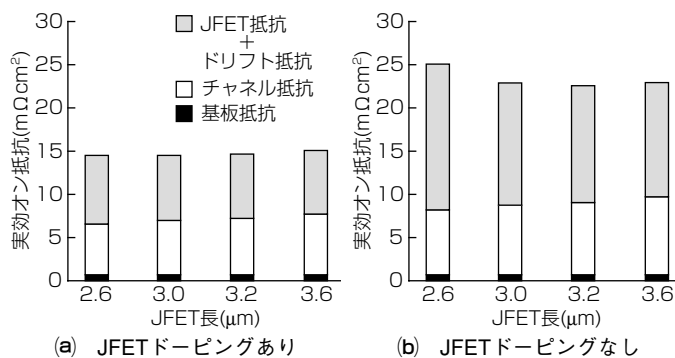 30
25
20
15
10
5
0
実効オン抵抗(mΩcm²)
JFET抵抗
＋
ドリフト抵抗
チャネル抵抗
基板抵抗
2.6 3.0 3.2 3.6
JFET長(μm)
(a) JFETドーピングあり
30
25
20
15
10
5
0
実効オン抵抗(mΩcm²)
2.6 3.0 3.2 3.6
JFET長(μm)
(b) JFETドーピングなし